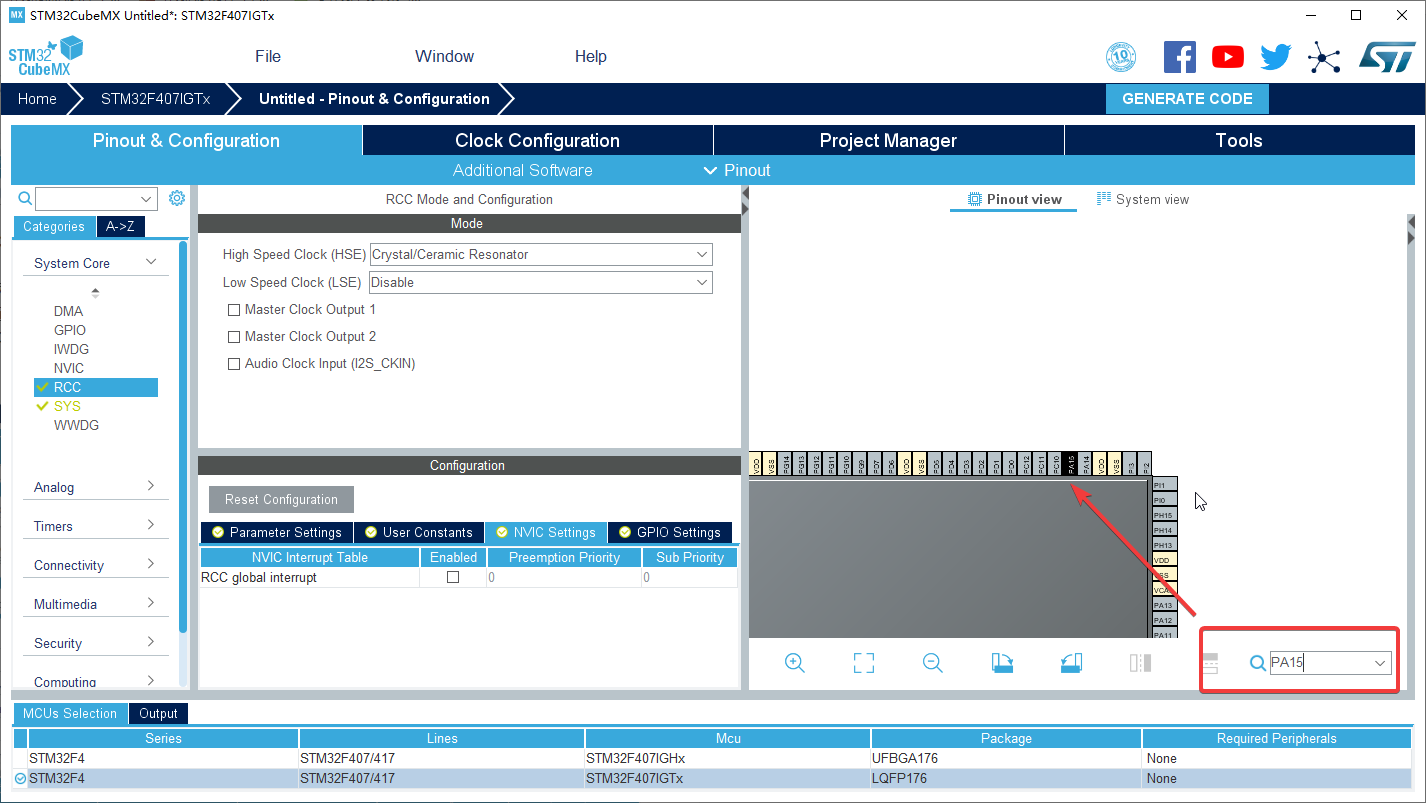 STM32CubeMX Untitled*: STM32F407IGTx
STM32
CubeMX
File
Window
Help
10
Home
STM32F407IGTx
Untitled - Pinout & Configuration
GENERATE CODE
Pinout & Configuration
Clock Configuration
Project Manager
Tools
Additional Software
Pinout
Categories
A->Z
System Core
DMA
GPIO
IWDG
NVIC
RCC
SYS
WWDG
Analog
Timers
Connectivity
Multimedia
Security
Computing
RCC Mode and Configuration
Mode
High Speed Clock (HSE)
Crystal/Ceramic Resonator
Low Speed Clock (LSE)
Disable
Master Clock Output 1
Master Clock Output 2
Audio Clock Input (I2S_CKIN)
Configuration
Reset Configuration
Parameter Settings
User Constants
NVIC Settings
GPIO Settings
NVIC Interrupt Table
Enabled
Preemption Priority
Sub Priority
RCC global interrupt
0
0
Pinout view
System view
VDD
VSS
PG14
PG13
PG12
PG11
PG10
PG9
PD7
PD6
VDD
VSS
PD5
PD4
PD3
PD2
PD1
PD0
PC12
PC11
PC10
PA15
PA14
VDD
VSS
PI3
PI2
PI1
PI0
PH15
PH14
PH13
VDD
VSS
VCA
PA13
PA12
PA11
PA15
MCUs Selection
Output
Series
Lines
Mcu
Package
Required Peripherals
STM32F4
STM32F407/417
STM32F407IGHx
UFBGA176
None
STM32F4
STM32F407/417
STM32F407IGTx
LQFP176
None